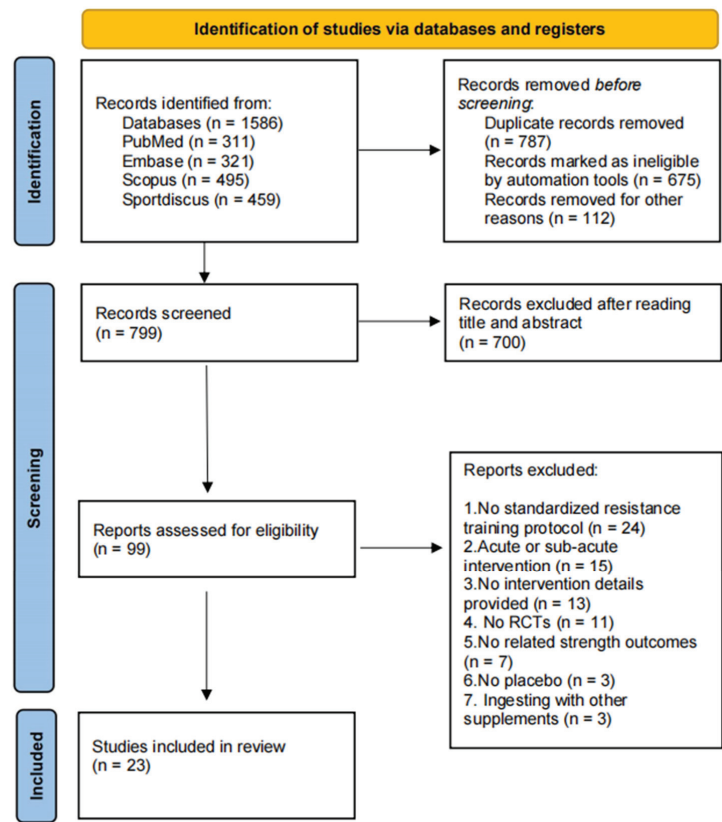 Identification of studies via databases and registers
Identification
Records identified from:
Databases (n = 1586)
PubMed (n = 311)
Embase (n = 321)
Scopus (n = 495)
Sportdiscus (n = 459)
Records removed before
screening:
Duplicate records removed
(n = 787)
Records marked as ineligible
by automation tools (n = 675)
Records removed for other
reasons (n = 112)
Screening
Records screened
(n = 799)
Records excluded after reading
title and abstract
(n = 700)
Reports assessed for eligibility
(n = 99)
Reports excluded:
1.No standardized resistance
training protocol (n = 24)
2.Acute or sub-acute
intervention (n = 15)
3.No intervention details
provided (n = 13)
4. No RCTs (n = 11)
5.No related strength outcomes
(n = 7)
6.No placebo (n = 3)
7. Ingesting with other
supplements (n = 3)
Included
Studies included in review
(n = 23)